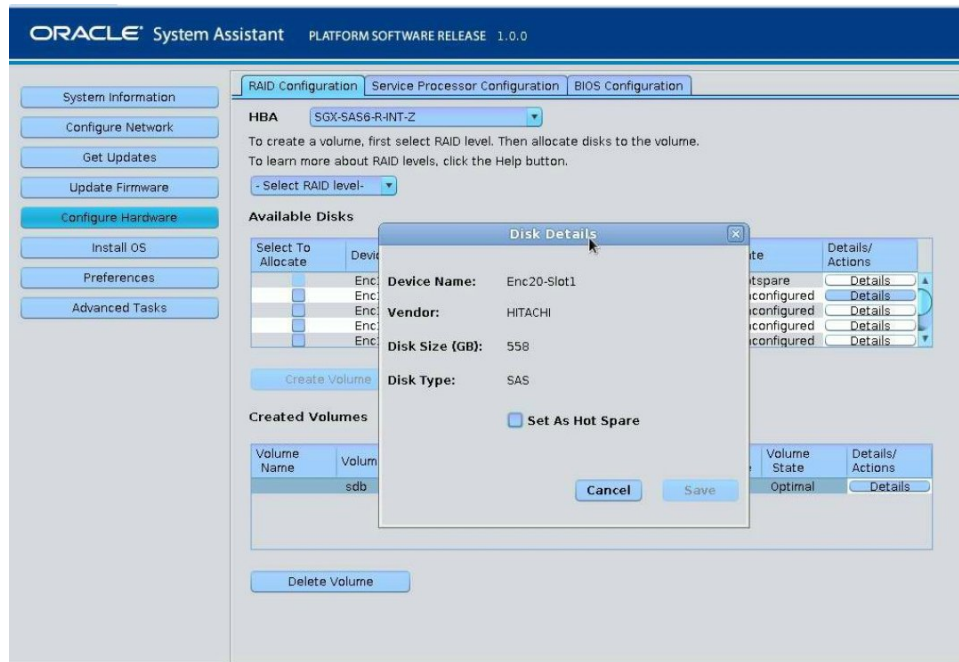 ORACLE System Assistant PLATFORM SOFTWARE RELEASE 1.0.0
System Information
Configure Network
Get Updates
Update Firmware
Configure Hardware
Install OS
Preferences
Advanced Tasks
RAID Configuration Service Processor Configuration BIOS Configuration
HBA SGX-SAS6-R-INT-Z
To create a volume, first select RAID level. Then allocate disks to the volume.
To learn more about RAID levels, click the Help button.
- Select RAID level-
Available Disks
Select To Allocate
Details/ Actions
Details
Details
Details
Details
Details
Disk Details
Device Name: Enc20-Slot1
Vendor: HITACHI
Disk Size (GB): 558
Disk Type: SAS
Set As Hot Spare
Cancel Save
Create Volume
Created Volumes
Volume Name
Volume State
Details/ Actions
sdb Optimal Details
Delete Volume